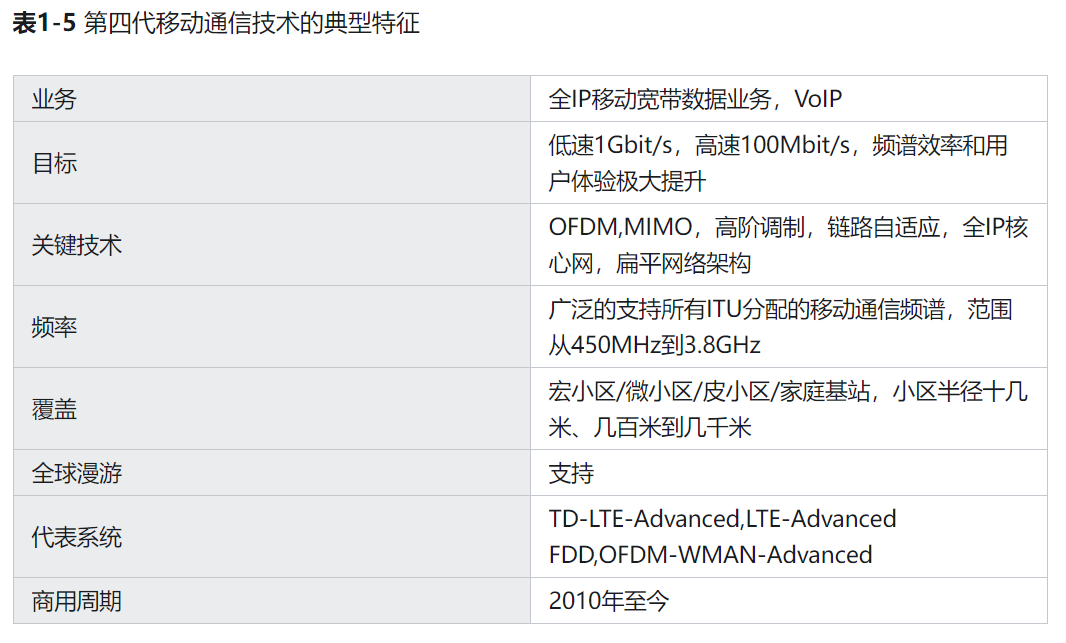 表1-5 第四代移动通信技术的典型特征
业务
全IP移动宽带数据业务，VoIP
目标
低速1Gbit/s，高速100Mbit/s，频谱效率和用
户体验极大提升
关键技术
OFDM,MIMO，高阶调制，链路自适应，全IP核
心网，扁平网络架构
频率
广泛的支持所有ITU分配的移动通信频谱，范围
从450MHz到3.8GHz
覆盖
宏小区/微小区/皮小区/家庭基站，小区半径十几
米、几百米到几千米
全球漫游
支持
代表系统
TD-LTE-Advanced,LTE-Advanced
FDD,OFDM-WMAN-Advanced
商用周期
2010年至今